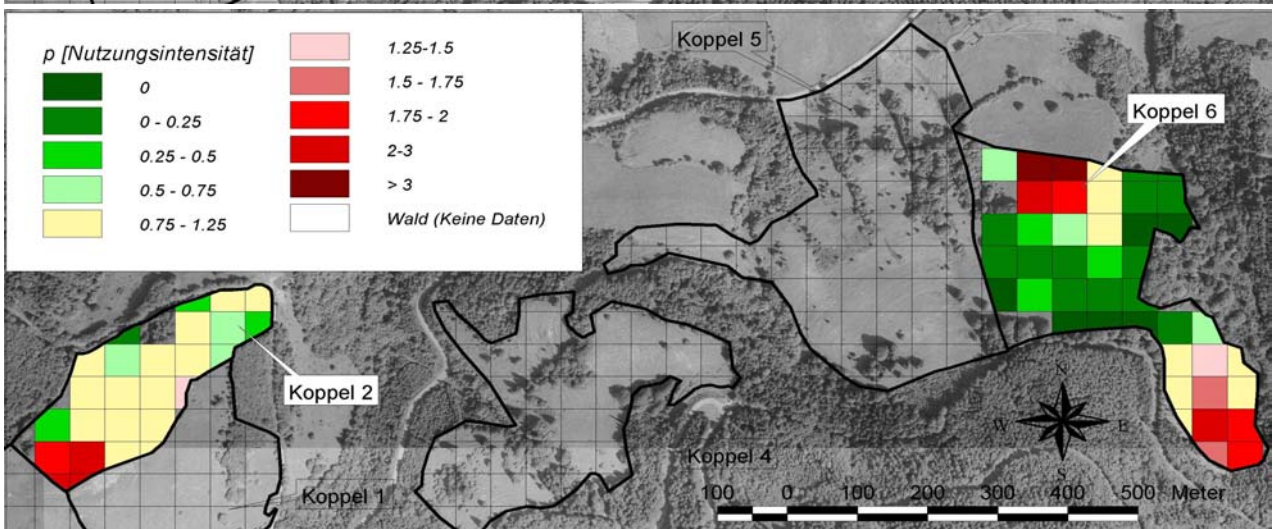 ρ [Nutzungsintensität]
0
0 - 0.25
0.25 - 0.5
0.5 - 0.75
0.75 - 1.25
1.25-1.5
1.5 - 1.75
1.75 - 2
2-3
> 3
Wald (Keine Daten)
Koppel 5
Koppel 6
Koppel 2
Koppel 1
Koppel 4
N
W E
S
100 0 100 200 300 400 500 Meter